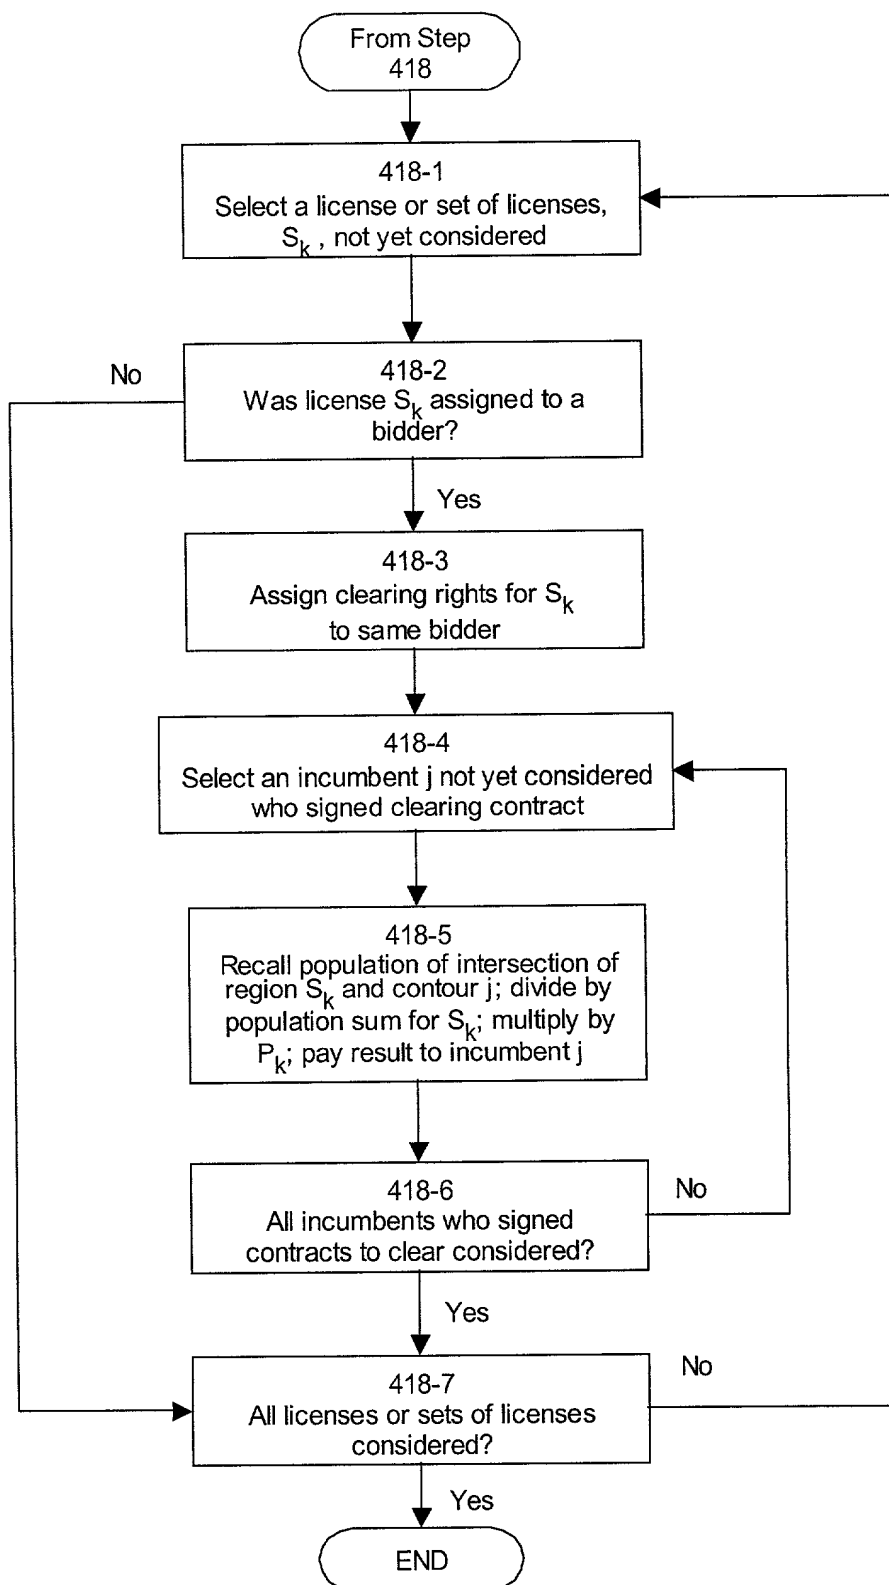 From Step
418
418-1
Select a license or set of licenses,
Sk , not yet considered
No
418-2
Was license Sk assigned to a
bidder?
Yes
418-3
Assign clearing rights for Sk
to same bidder
418-4
Select an incumbent j not yet considered
who signed clearing contract
418-5
Recall population of intersection of
region Sk and contour j; divide by
population sum for Sk; multiply by
Pk; pay result to incumbent j
418-6
All incumbents who signed
contracts to clear considered?
No
Yes
418-7
All licenses or sets of licenses
considered?
No
Yes
END